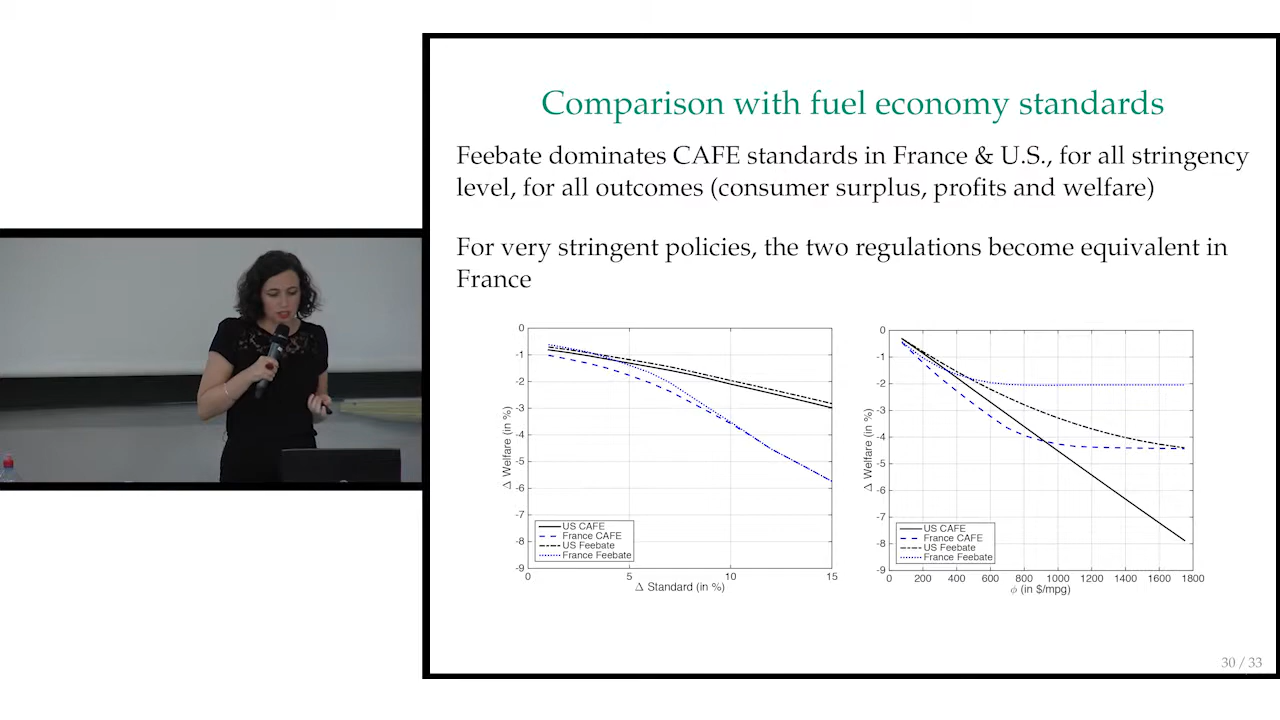 Comparison with fuel economy standards
Feebate dominates CAFE standards in France & U.S., for all stringency
level, for all outcomes (consumer surplus, profits and welfare)
For very stringent policies, the two regulations become equivalent in
France
0
-1
-2
-3
-4
-5
-6
-7
-8
-9
Δ Welfare (in %)
US CAFE
France CAFE
US Feebate
France Feebate
0 5 10 15
Δ Standard (in %)
0
-1
-2
-3
-4
-5
-6
-7
-8
-9
Δ Welfare (in %)
US CAFE
France CAFE
US Feebate
France Feebate
0 200 400 600 800 1000 1200 1400 1600 1800
ϕ (in $/mpg)
30 / 33